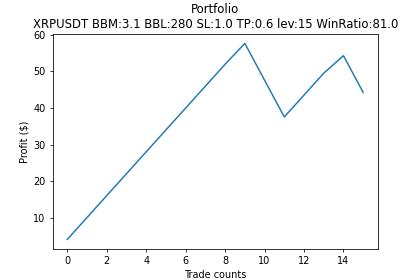 Portfolio
XRPUSDT BBM:3.1 BBL:280 SL:1.0 TP:0.6 lev:15 WinRatio:81.0
60
50
40
30
20
10
Profit ($)
0 2 4 6 8 10 12 14
Trade counts